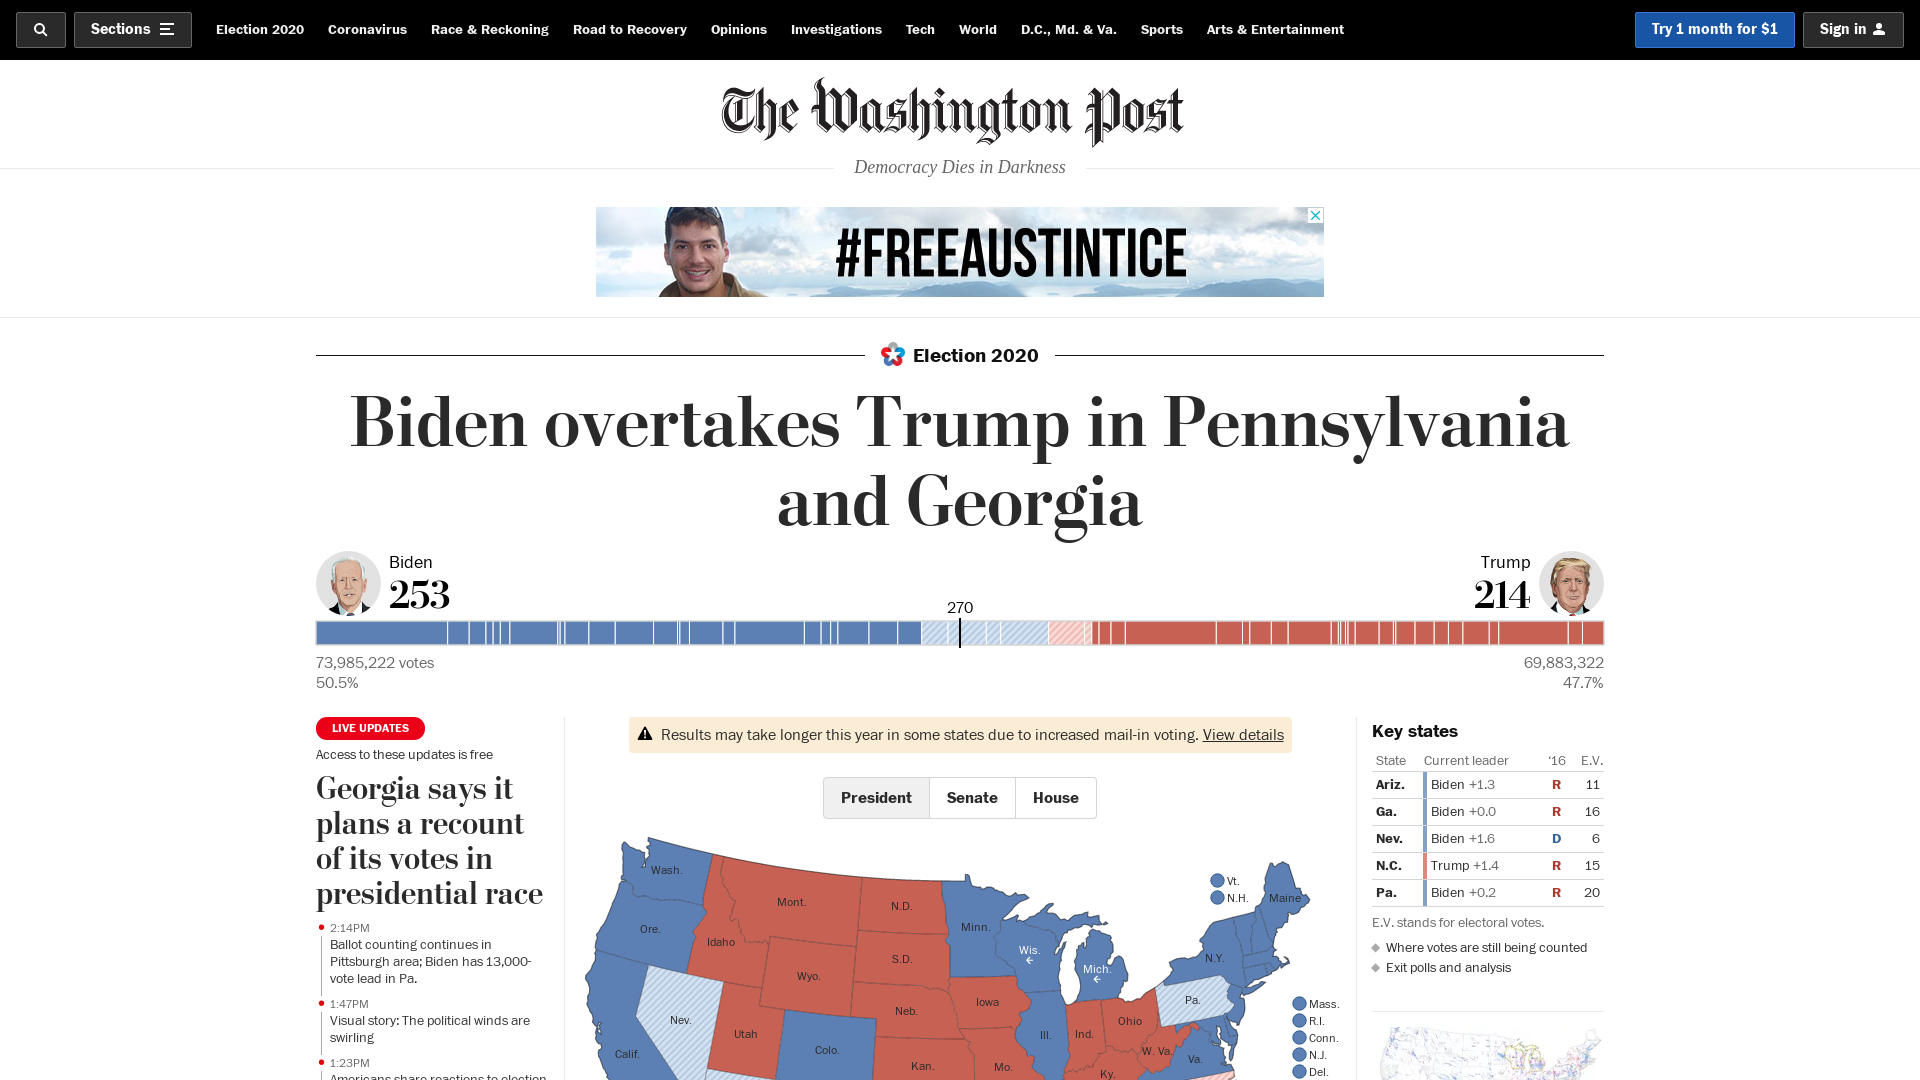 Sections
Election 2020
Coronavirus
Race & Reckoning
Road to Recovery
Opinions
Investigations
Tech
World
D.C., Md. & Va.
Sports
Arts & Entertainment
Try 1 month for $1
Sign in
The Washington Post
Democracy Dies in Darkness
#FREEAUSTINTICE
Election 2020
Biden overtakes Trump in Pennsylvania
and Georgia
Biden
253
270
Trump
214
73,985,222 votes
50.5%
69,883,322
47.7%
LIVE UPDATES
Access to these updates is free
Georgia says it
plans a recount
of its votes in
presidential race
2:14PM
Ballot counting continues in
Pittsburgh area; Biden has 13,000-
vote lead in Pa.
1:47PM
Visual story: The political winds are
swirling
1:23PM
Americans share reactions to election
Results may take longer this year in some states due to increased mail-in voting. View details
President
Senate
House
Wash.
Mont.
N.D.
Minn.
Vt.
N.H.
Maine
Ore.
Idaho
Wis.
S.D.
Mich.
N.Y.
Wyo.
Nev.
Utah
Neb.
Iowa
Pa.
Mass.
R.I.
Conn.
N.J.
Del.
Calif.
Colo.
Kan.
Mo.
Ill.
Ind.
Ohio
W. Va.
Va.
Ky.
Key states
State Current leader ‘16 E.V.
Ariz. Biden +1.3 R 11
Ga. Biden +0.0 R 16
Nev. Biden +1.6 D 6
N.C. Trump +1.4 R 15
Pa. Biden +0.2 R 20
E.V. stands for electoral votes.
Where votes are still being counted
Exit polls and analysis